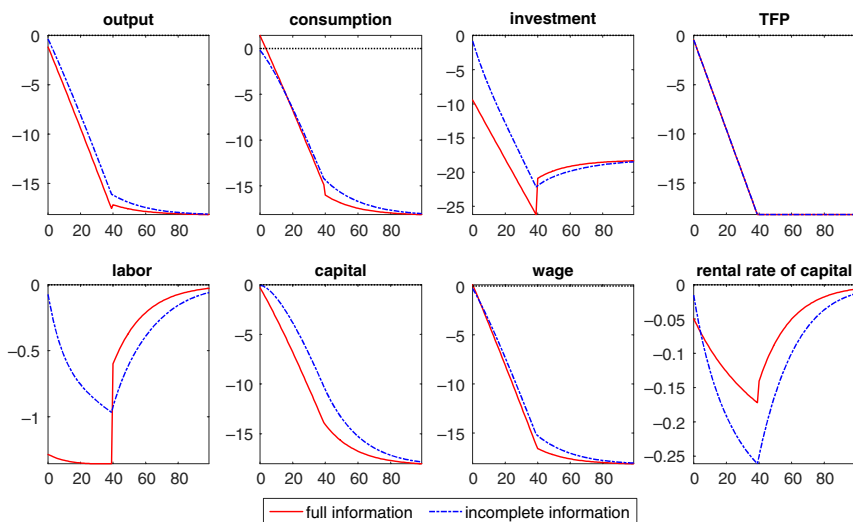 output consumption investment TFP
0 0 0 0
-5 -5 -5 -5
-10 -10 -10 -10
-15 -15 -15 -15
-20
-25
0 20 40 60 80 0 20 40 60 80 0 20 40 60 80 0 20 40 60 80
labor capital wage rental rate of capital
0 0 0 0
-0.5 -5 -5 -0.05
-1 -10 -10 -0.1
-15 -15 -0.15
-0.2
-0.25
0 20 40 60 80 0 20 40 60 80 0 20 40 60 80 0 20 40 60 80
full information incomplete information